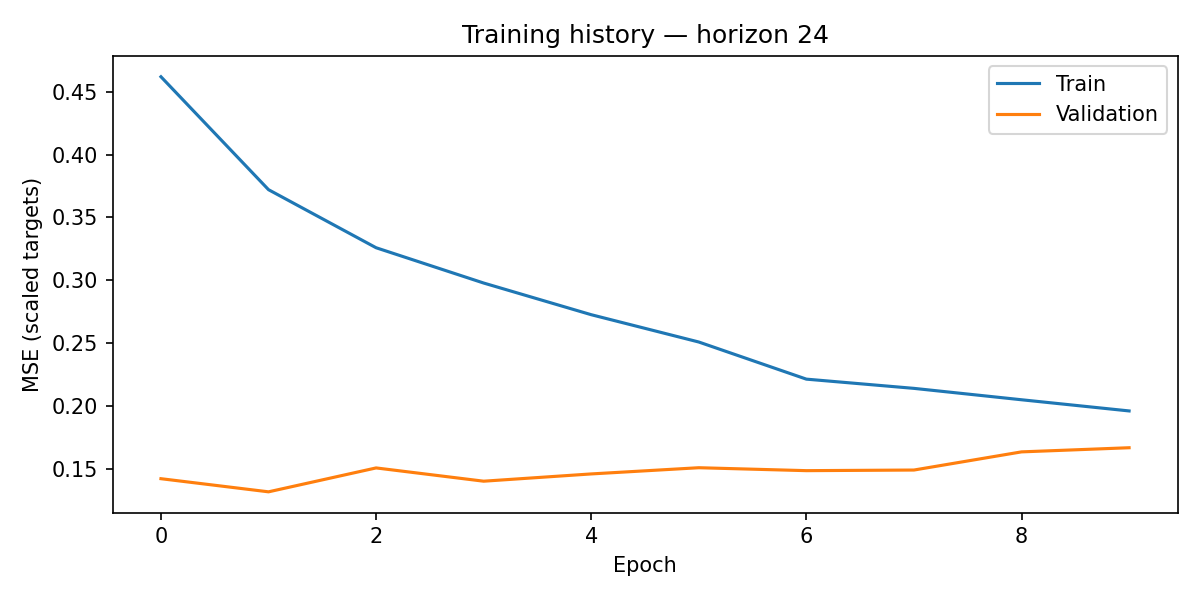 Training history — horizon 24
Train
Validation
MSE (scaled targets)
0.45
0.40
0.35
0.30
0.25
0.20
0.15
0 2 4 6 8
Epoch